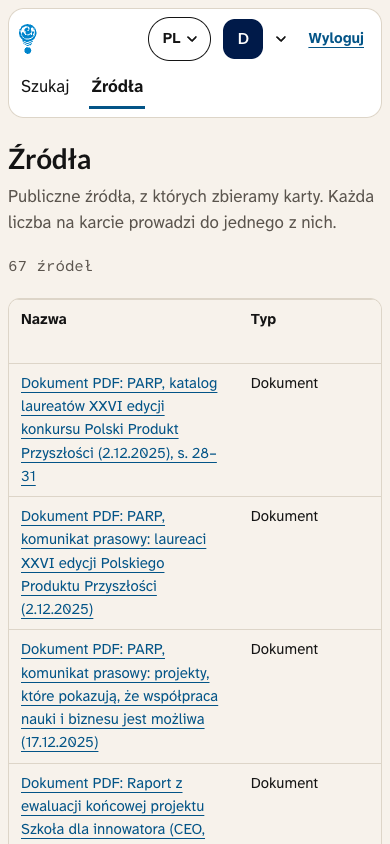 PL
D
Wyloguj
Szukaj
Źródła
Źródła
Publiczne źródła, z których zbieramy karty. Każda
liczba na karcie prowadzi do jednego z nich.
67 źródeł
Nazwa
Typ
Dokument PDF: PARP, katalog
laureatów XXVI edycji
konkursu Polski Produkt
Przyszłości (2.12.2025), s. 28–
31
Dokument
Dokument PDF: PARP,
komunikat prasowy: laureaci
XXVI edycji Polskiego
Produktu Przyszłości
(2.12.2025)
Dokument
Dokument PDF: PARP,
komunikat prasowy: projekty,
które pokazują, że współpraca
nauki i biznesu jest możliwa
(17.12.2025)
Dokument
Dokument PDF: Raport z
ewaluacji końcowej projektu
Szkoła dla innowatora (CEO,
Dokument